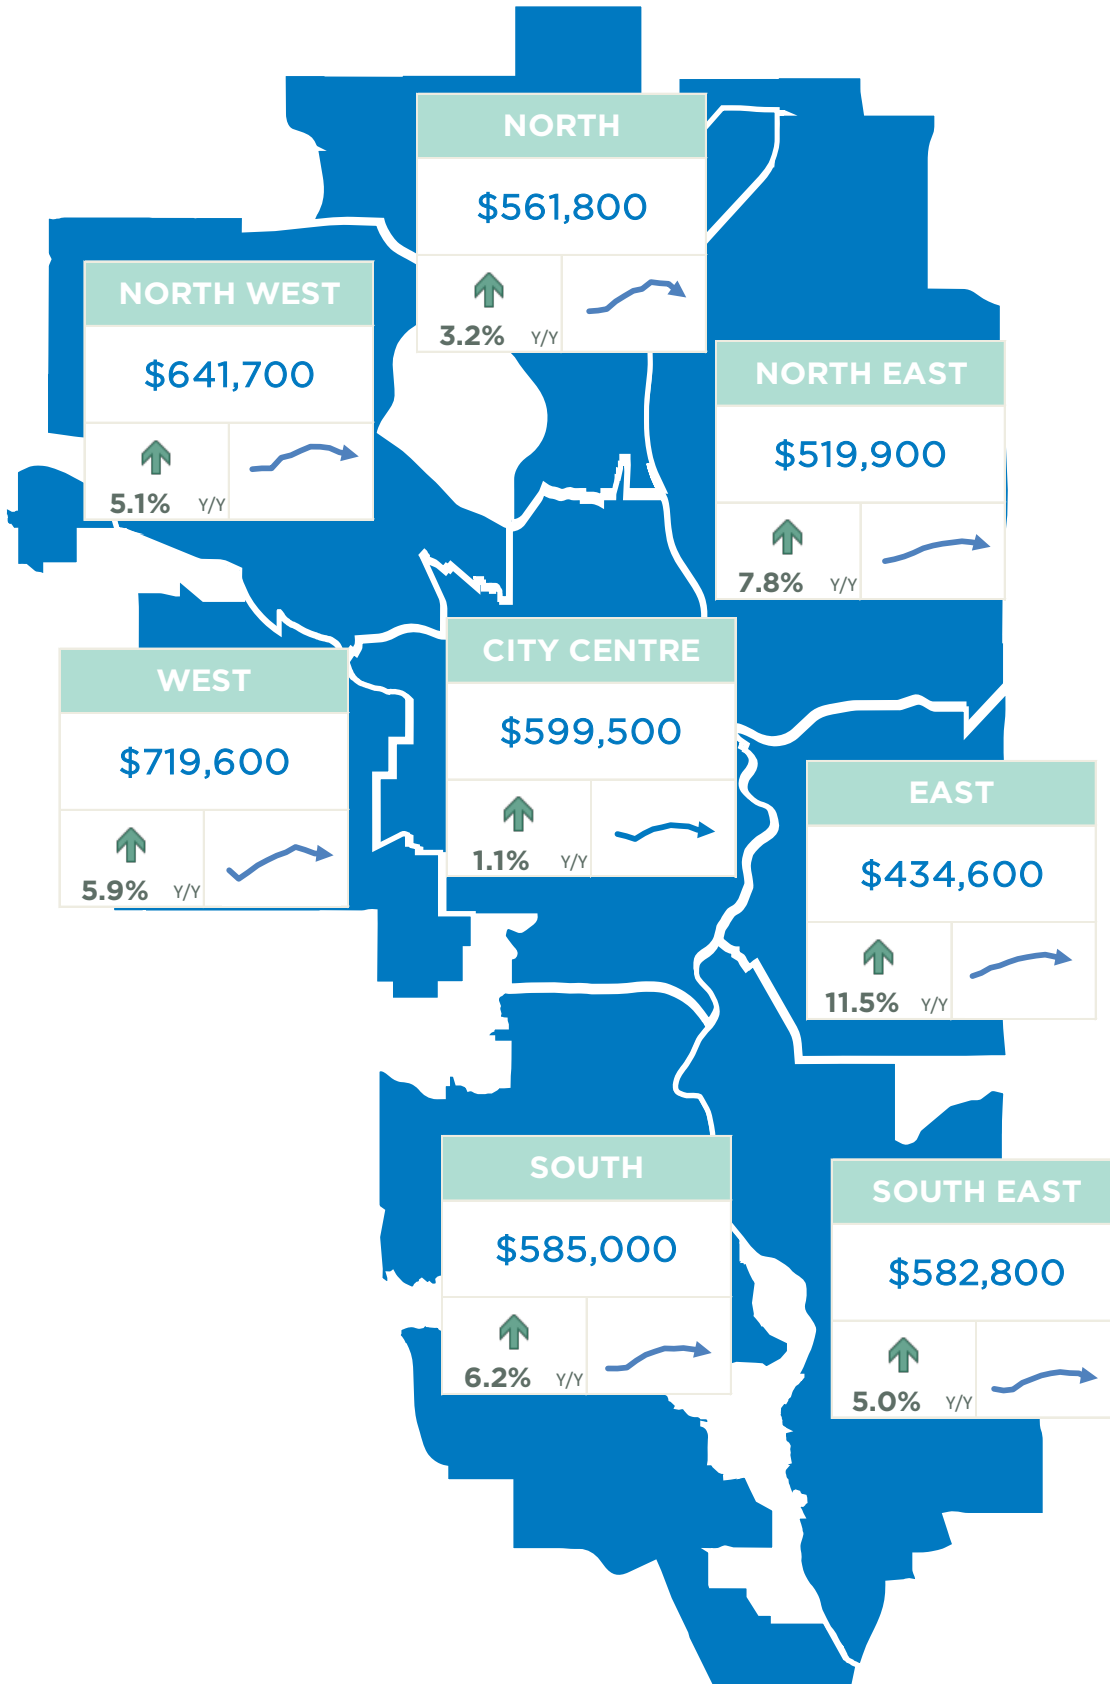 NORTH
$561,800
3.2% Y/Y
NORTH WEST
$641,700
5.1% Y/Y
NORTH EAST
$519,900
7.8% Y/Y
CITY CENTRE
$599,500
1.1% Y/Y
WEST
$719,600
5.9% Y/Y
EAST
$434,600
11.5% Y/Y
SOUTH
$585,000
6.2% Y/Y
SOUTH EAST
$582,800
5.0% Y/Y